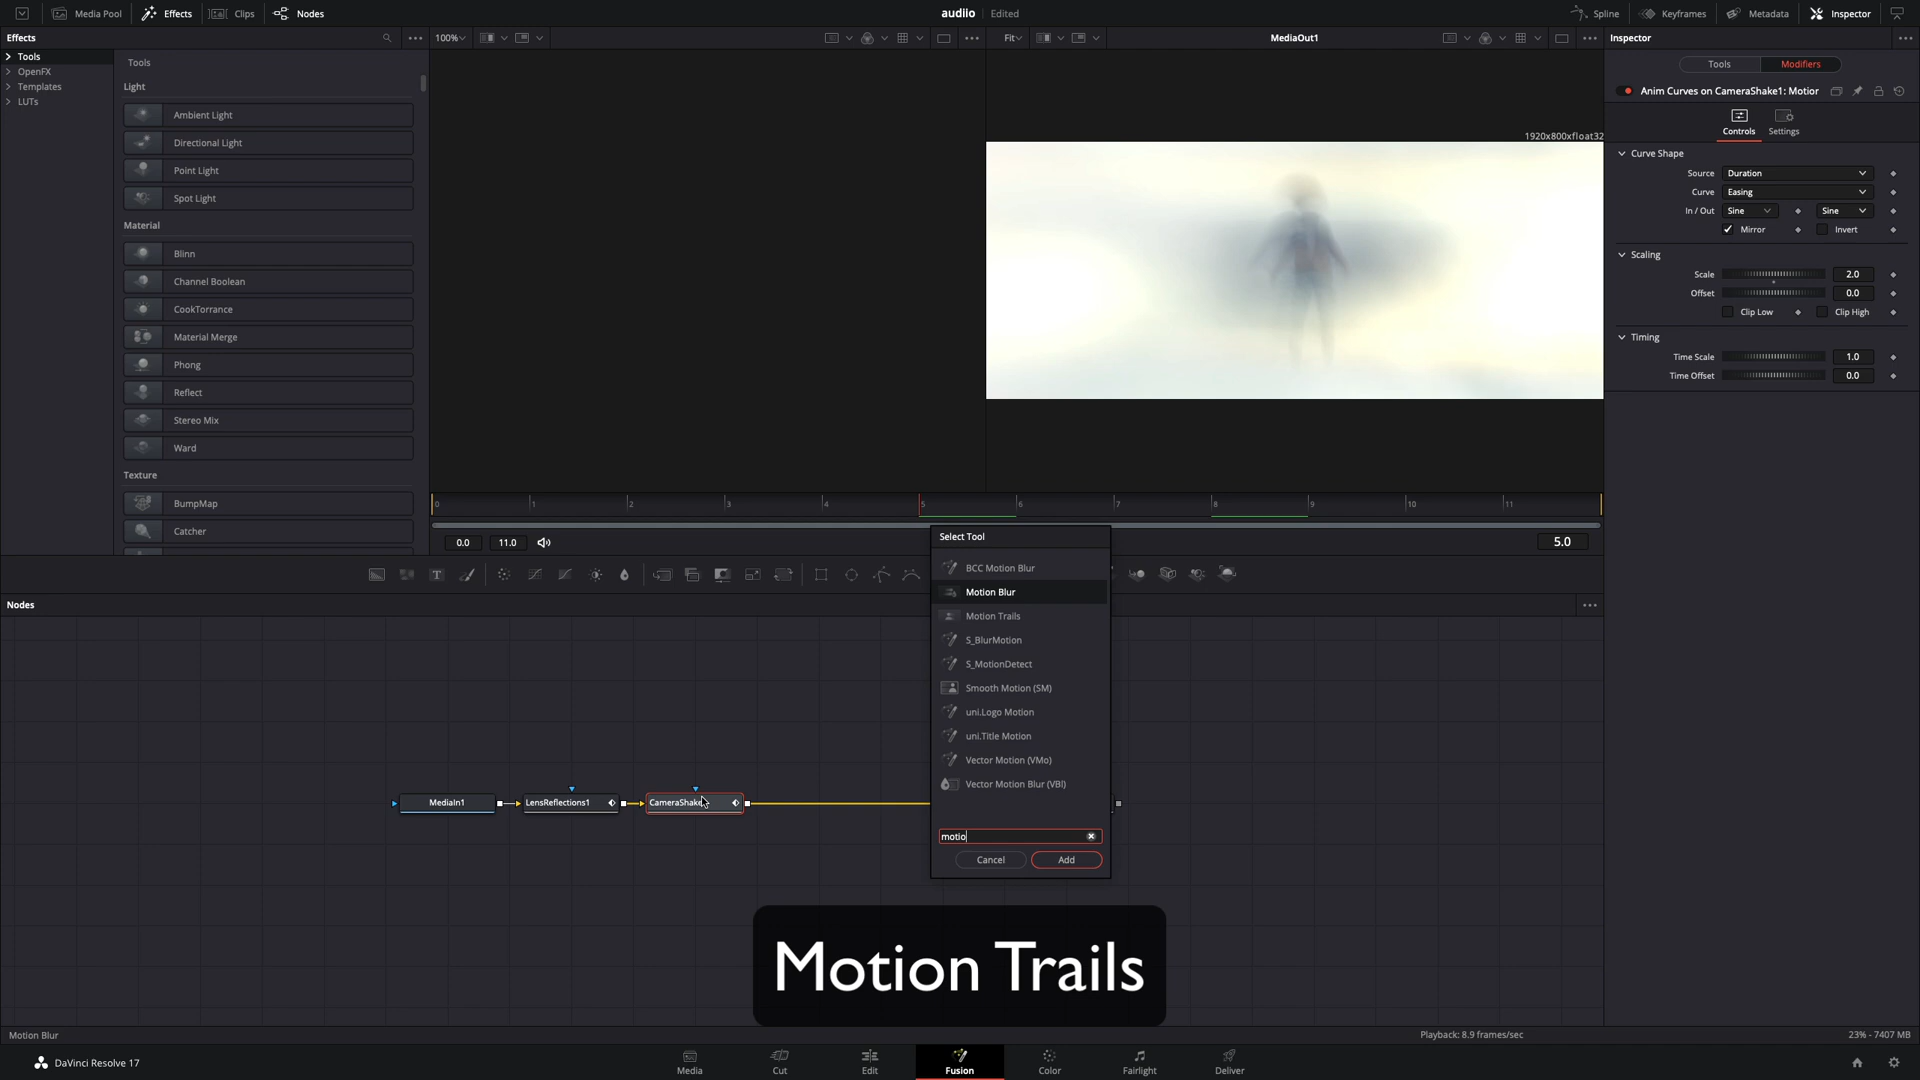 Media Pool
Effects
Clips
Nodes
audiio
Edited
Spline
Keyframes
Metadata
Inspector
Effects
100%
Fit
MediaOut1
Inspector
Tools
OpenFX
Templates
LUTs
Tools
Light
Ambient Light
Directional Light
Point Light
Spot Light
Material
Blinn
Channel Boolean
CookTorrance
Material Merge
Phong
Reflect
Stereo Mix
Ward
Texture
BumpMap
Catcher
1920x800xfloat32
Tools
Modifiers
Anim Curves on CameraShake1: Motior
Controls
Settings
Curve Shape
Source Duration
Curve Easing
In / Out Sine Sine
Mirror Invert
Scaling
Scale 2.0
Offset 0.0
Clip Low Clip High
Timing
Time Scale 1.0
Time Offset 0.0
0 1 2 3 4 5 6 7 8 9 10 11
0.0 11.0
5.0
Select Tool
BCC Motion Blur
Motion Blur
Motion Trails
S_BlurMotion
S_MotionDetect
Smooth Motion (SM)
uni.Logo Motion
uni.Title Motion
Vector Motion (VMo)
Vector Motion Blur (VBl)
motio
Cancel Add
Nodes
MediaIn1
LensReflections1
CameraShake
Motion Trails
Motion Blur
Playback: 8.9 frames/sec
23% - 7407 MB
DaVinci Resolve 17
Media
Cut
Edit
Fusion
Color
Fairlight
Deliver